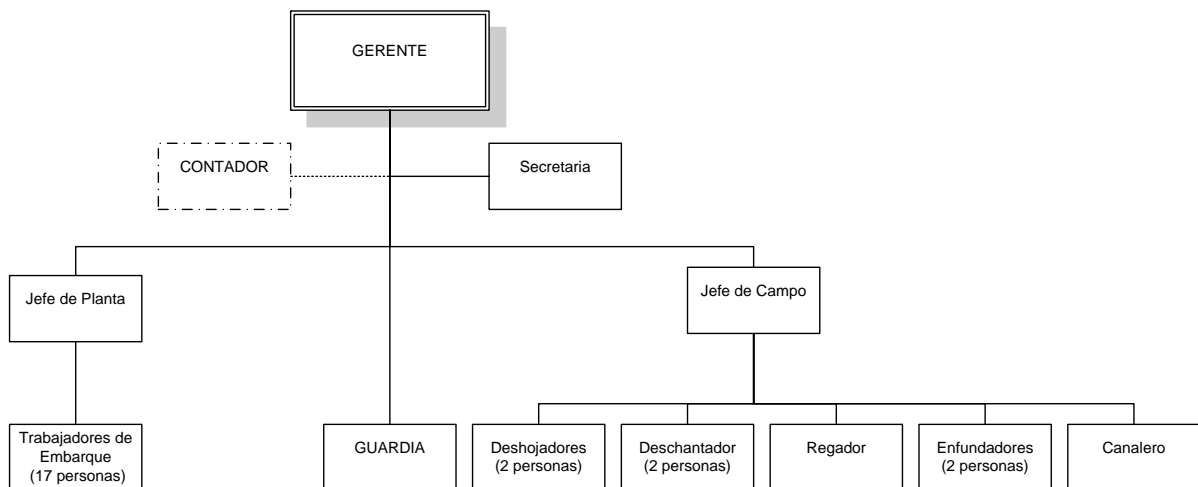 GERENTE
CONTADOR
Secretaria
Jefe de Planta
Jefe de Campo
Trabajadores de
Embarque
(17 personas)
GUARDIA
Deshojadores
(2 personas)
Deschantador
(2 personas)
Regador
Enfundadores
(2 personas)
Canalero